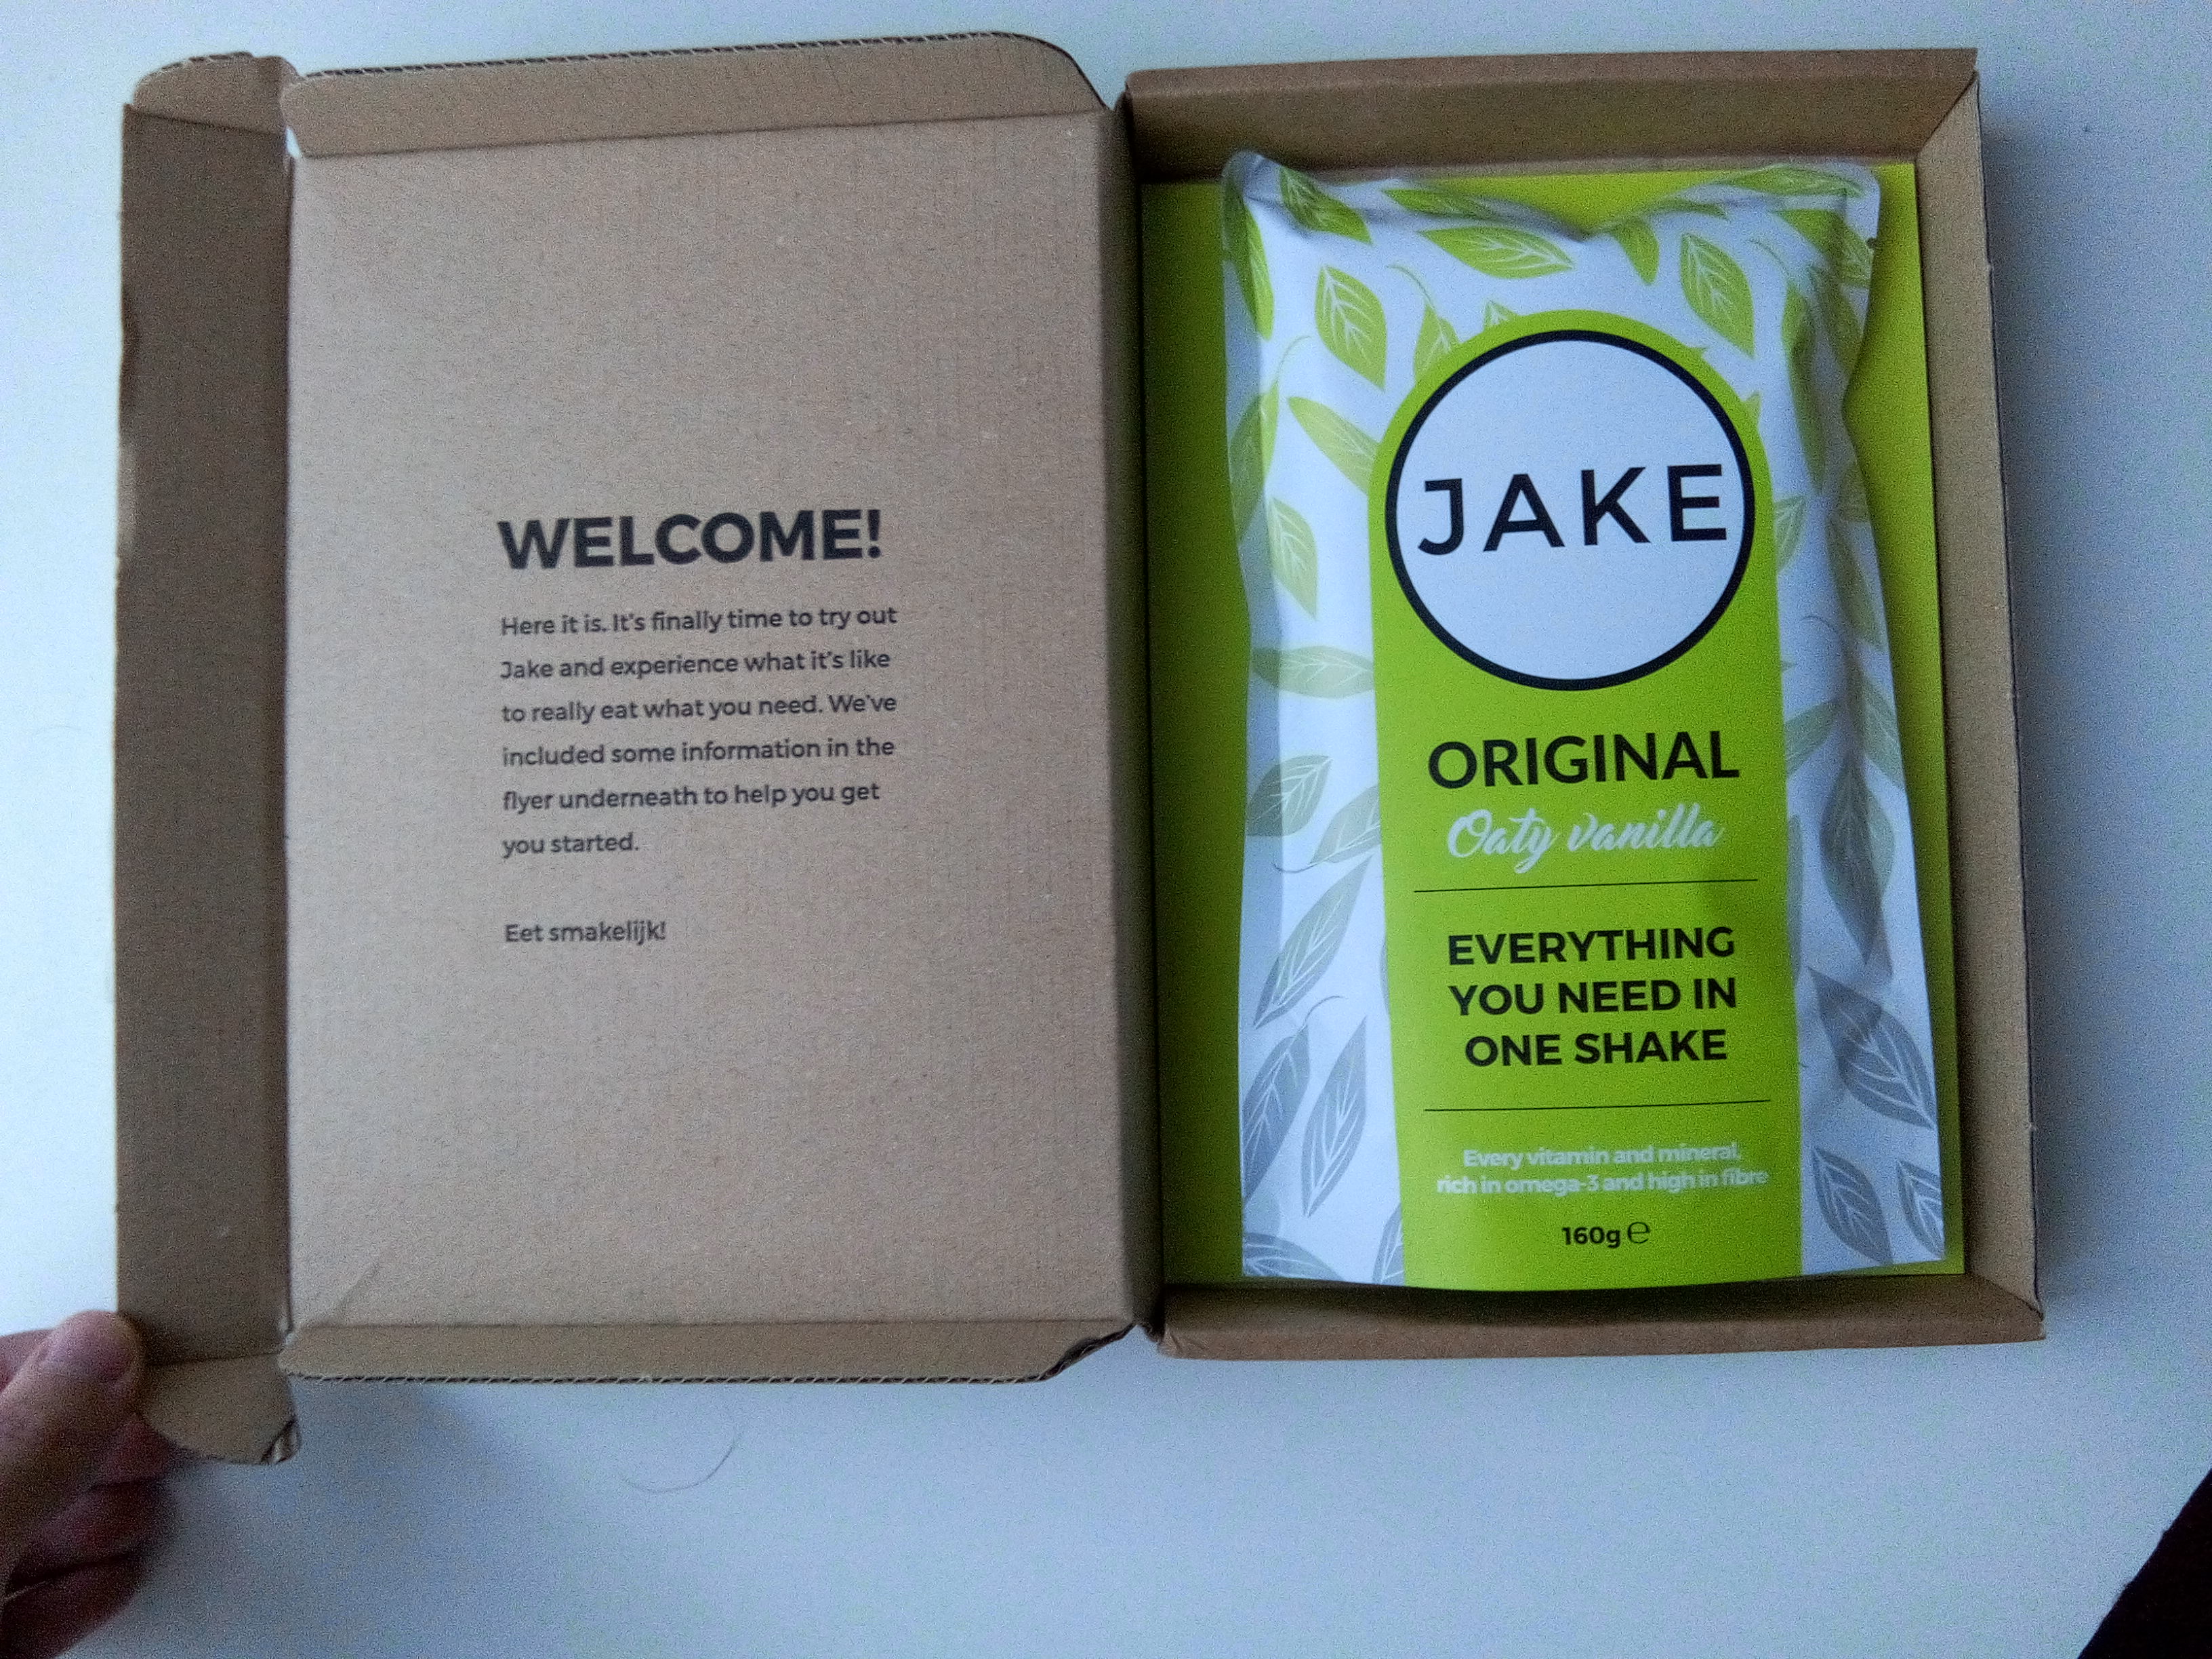 WELCOME!
Here it is. It's finally time to try out
Jake and experience what it's like
to really eat what you need. We've
included some information in the
flyer underneath to help you get
you started.
Eet smakelijk!
JAKE
ORIGINAL
Oaty vanilla
EVERYTHING
YOU NEED IN
ONE SHAKE
Every vitamin and mineral,
rich in omega-3 and high in fibre
160g ℮